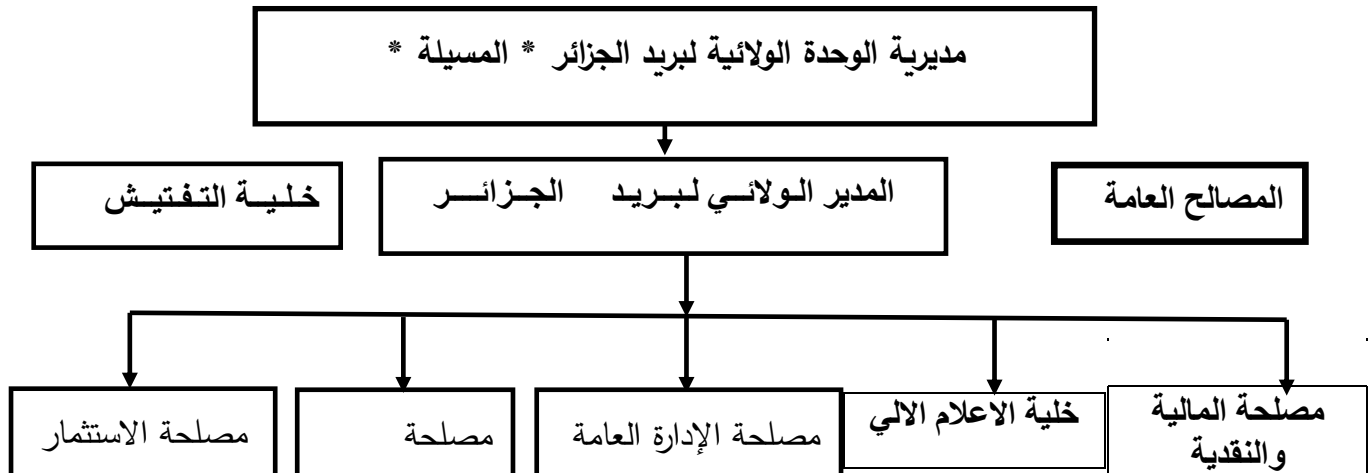 مديرية الوحدة الولائية لبريد الجزائر * المسيلة *
المصالح العامة
المدير الولائي لبريد الجزائر
خلية التفتيش
مصلحة المالية
والنقدية
خلية الاعلام الالي
مصلحة الإدارة العامة
مصلحة
مصلحة الاستثمار